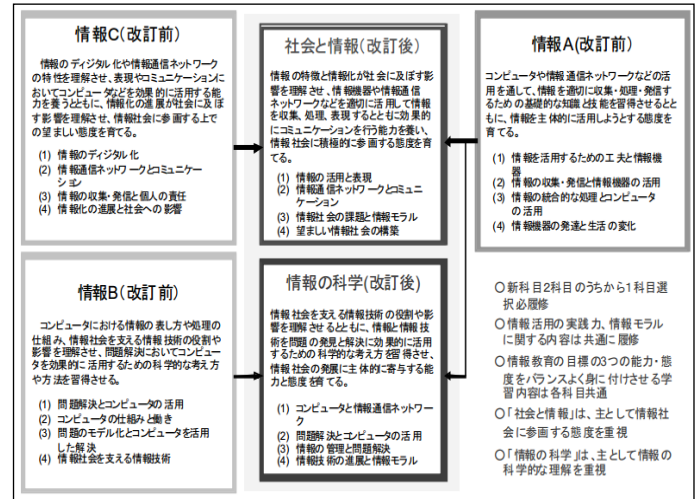 情報C(改訂前)
情報のディジタル化や情報通信ネットワーク
の特性を理解させ、表現やコミュニケーションに
おいてコンピュータなどを効果的に活用する能
力を養うとともに、情報化の進展が社会に及ぼ
す影響を理解させ、情報社会に参画する上で
の望ましい態度を育てる。
(1) 情報のディジタル化
(2) 情報通信ネットワークとコミュニケー
ション
(3) 情報の収集・発信と個人の責任
(4) 情報化の進展と社会への影響
社会と情報(改訂後)
情報の特徴と情報化が社会に及ぼす影
響を理解させ、情報機器や情報通信
ネットワークなどを適切に活用して情報
を収集、処理、表現するとともに効果的
にコミュニケーションを行う能力を養い、
情報社会に積極的に参画する態度を育
てる。
(1) 情報の活用と表現
(2) 情報通信ネットワークとコミュニ
ケーション
(3) 情報社会の課題と情報モラル
(4) 望ましい情報社会の構築
情報A(改訂前)
コンピュータや情報通信ネットワークなどの活
用を通して、情報を適切に収集・処理・発信す
るための基礎的な知識と技能を習得させるとと
もに、情報を主体的に活用しようとする態度を
育てる。
(1) 情報を活用するための工夫と情報機
器
(2) 情報の収集・発信と情報機器の活用
(3) 情報の統合的な処理とコンピュータ
の活用
(4) 情報機器の発達と生活の変化
情報B(改訂前)
コンピュータにおける情報の表し方や処理の
仕組み、情報社会を支える情報技術の役割や
影響を理解させ、問題解決においてコンピュー
タを効果的に活用するための科学的な考え方
や方法を習得させる。
(1) 問題解決とコンピュータの活用
(2) コンピュータの仕組みと働き
(3) 問題のモデル化とコンピュータを活用
した解決
(4) 情報社会を支える情報技術
情報の科学(改訂後)
情報社会を支える情報技術の役割や影
響を理解させるとともに、情報と情報技
術を問題の発見と解決に効果的に活用
するための科学的な考え方を習得させ、
情報社会の発展に主体的に寄与する能
力と態度を育てる。
(1) コンピュータと情報通信ネットワー
ク
(2) 問題解決とコンピュータの活用
(3) 情報の管理と問題解決
(4) 情報技術の進展と情報モラル
○新科目2科目のうちから1科目選
択必履修
○情報活用の実践力、情報モラルに
関する内容は共通に履修
○情報教育の目標の3つの能力・態
度をバランスよく身に付けさせる学
習内容は各科目共通
○「社会と情報」は、主として情報社
会に参画する態度を重視
○「情報の科学」は、主として情報の
科学的な理解を重視